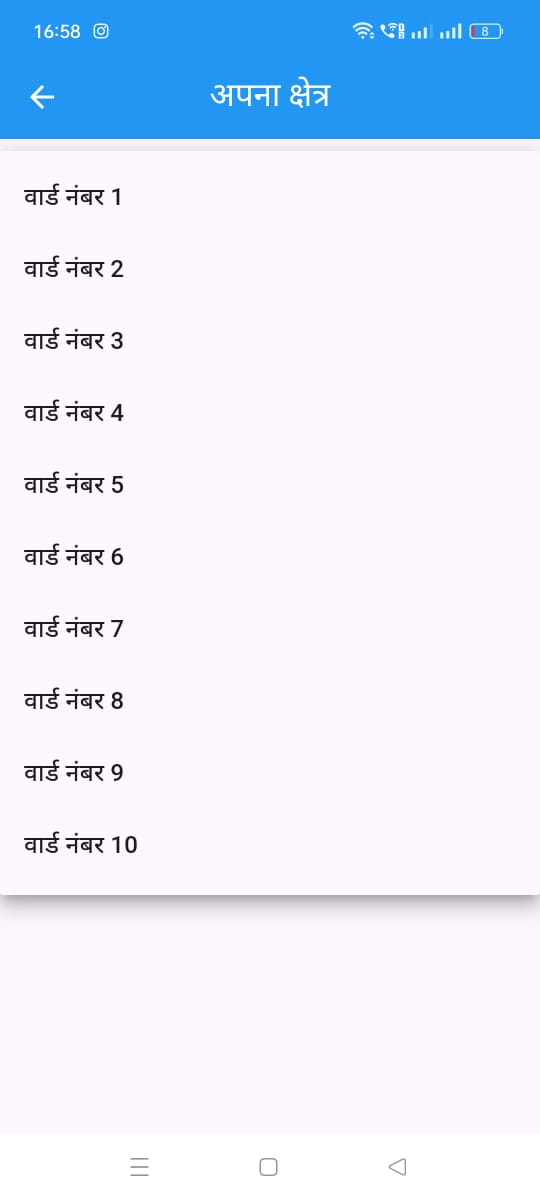 16:58
8
अपना क्षेत्र
वार्ड नंबर 1
वार्ड नंबर 2
वार्ड नंबर 3
वार्ड नंबर 4
वार्ड नंबर 5
वार्ड नंबर 6
वार्ड नंबर 7
वार्ड नंबर 8
वार्ड नंबर 9
वार्ड नंबर 10